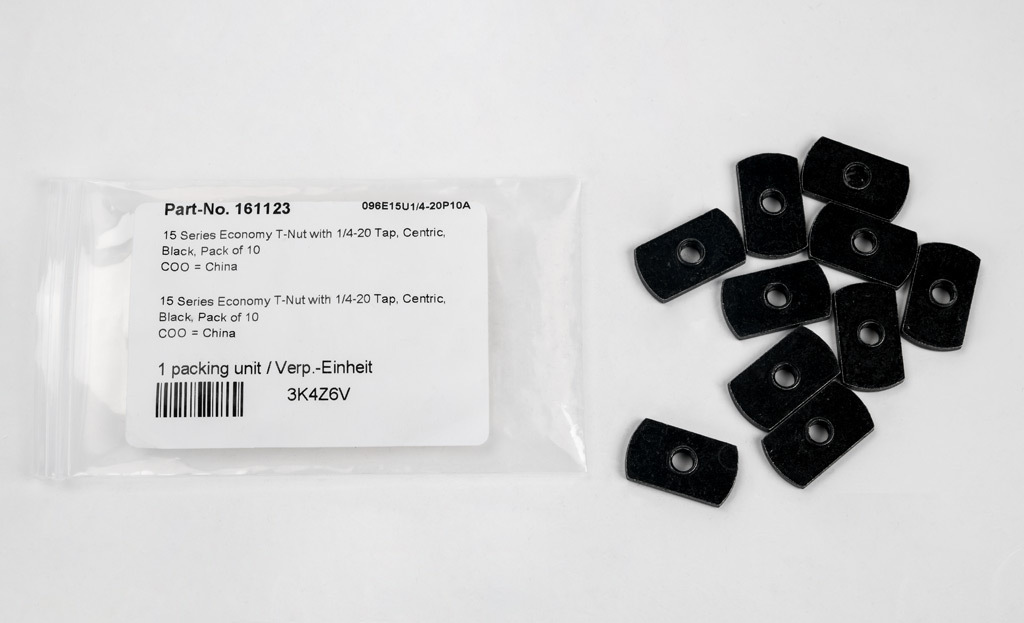 Part-No. 161123 096E15U1/4-20P10A
15 Series Economy T-Nut with 1/4-20 Tap, Centric,
Black, Pack of 10
COO = China
15 Series Economy T-Nut with 1/4-20 Tap, Centric,
Black, Pack of 10
COO = China
1 packing unit / Verp.-Einheit
3K4Z6V